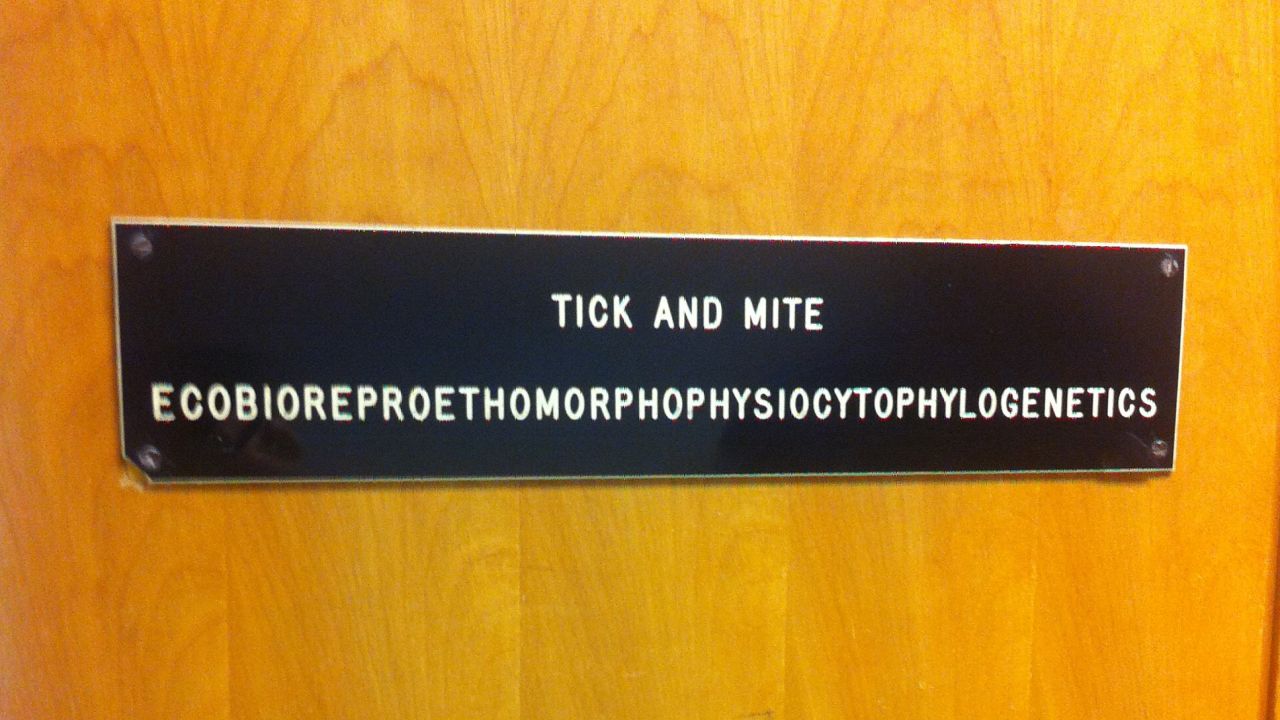 TICK AND MITE
ECOBIOREPROETHOMORPHOPHYSIOCYTOPHYLOGENETICS